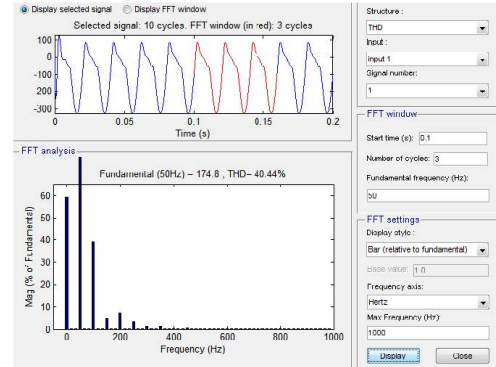 Display selected signal
Display FFT window
Selected signal: 10 cycles. FFT window (in red): 3 cycles
100
0
-100
-200
-300
0
0.05
0.1
0.15
0.2
Time (s)
FFT analysis
Fundamental (50Hz) = 174.8 , THD= 40.44%
Mag (% of Fundamental)
60
50
40
30
20
10
0
0
200
400
600
800
1000
Frequency (Hz)
Structure :
THD
Input :
input 1
Signal number:
1
FFT window
Start time (s): 0.1
Number of cycles: 3
Fundamental frequency (Hz):
50
FFT settings
Display style :
Bar (relative to fundamental)
Base value: 1.0
Frequency axis:
Hertz
Max Frequency (Hz):
1000
Display
Close